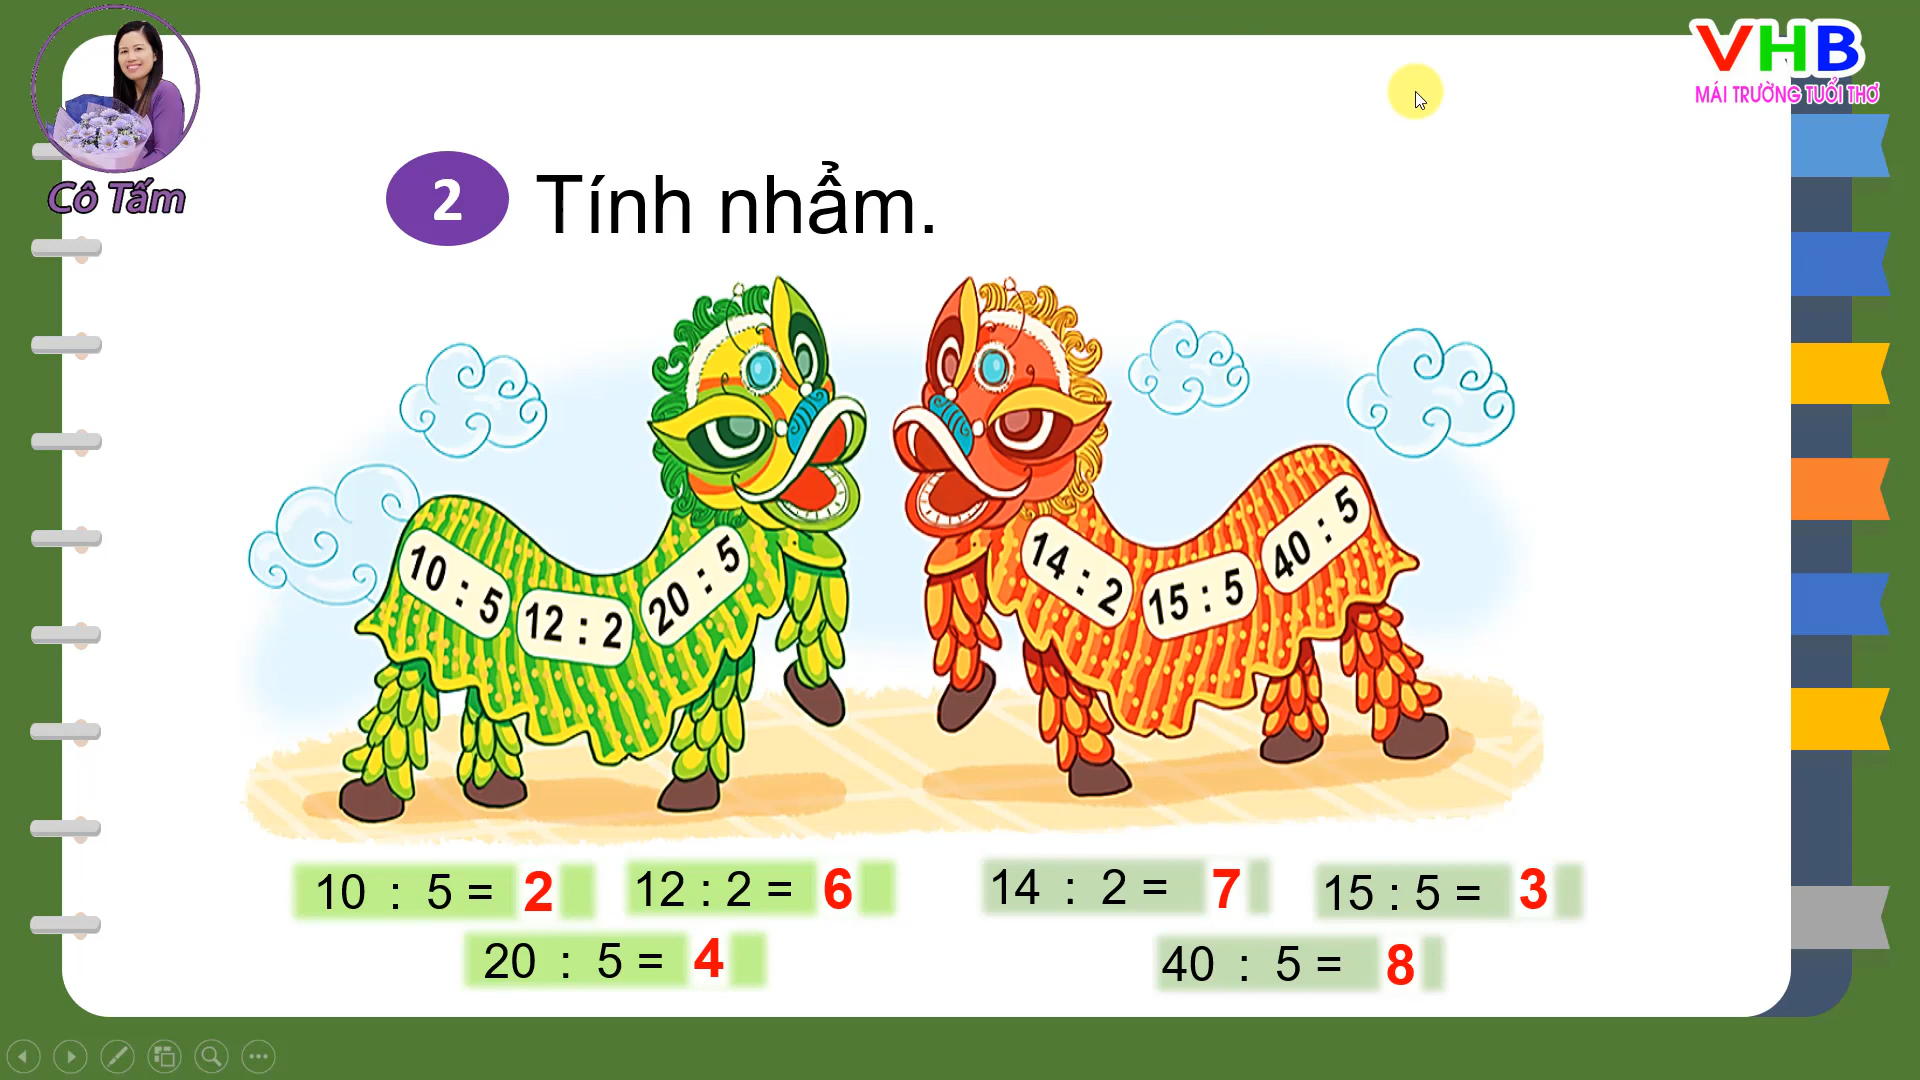 VHB
MÁI TRƯỜNG TUỔI THƠ
Cô Tấm
2 Tính nhẩm.
10 : 5
12 : 2
20 : 5
14 : 2
15 : 5
40 : 5
10 : 5 = 2
12 : 2 = 6
14 : 2 = 7
15 : 5 = 3
20 : 5 = 4
40 : 5 = 8